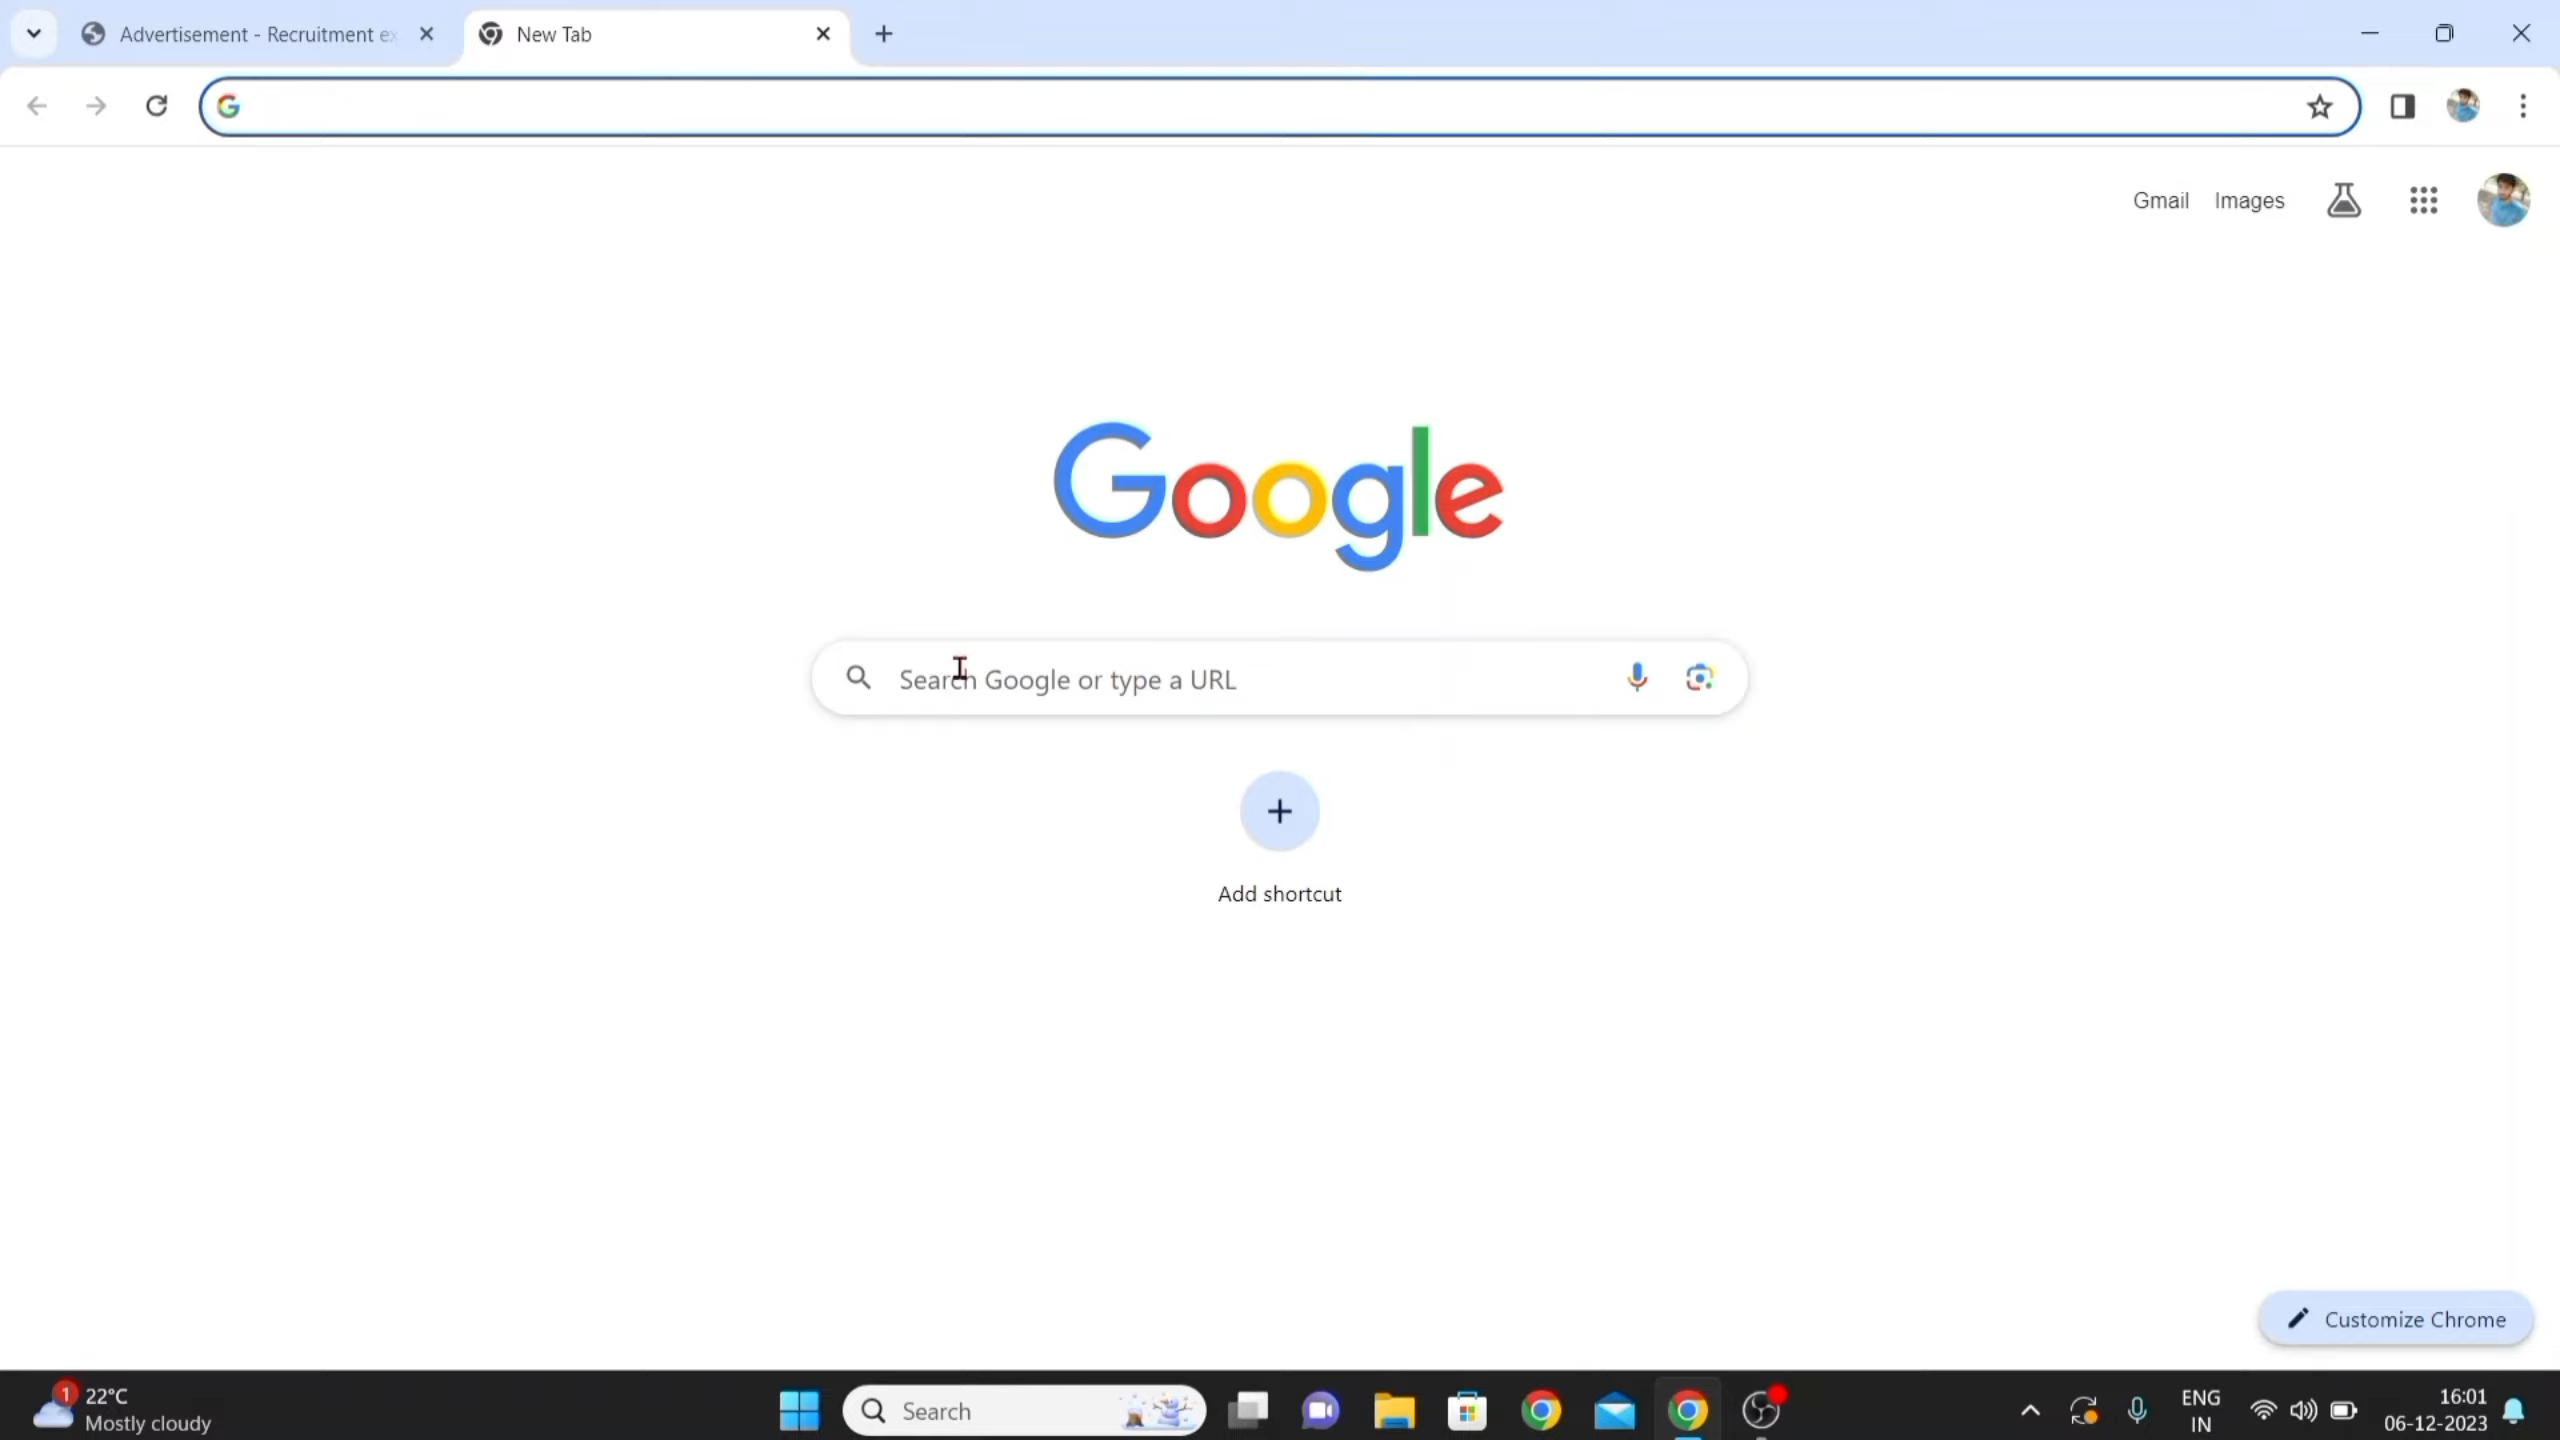 Advertisement - Recruitment ex
New Tab
Gmail Images
Google
Search Google or type a URL
Add shortcut
Customize Chrome
1
22°C
Mostly cloudy
Search
ENG
IN
16:01
06-12-2023